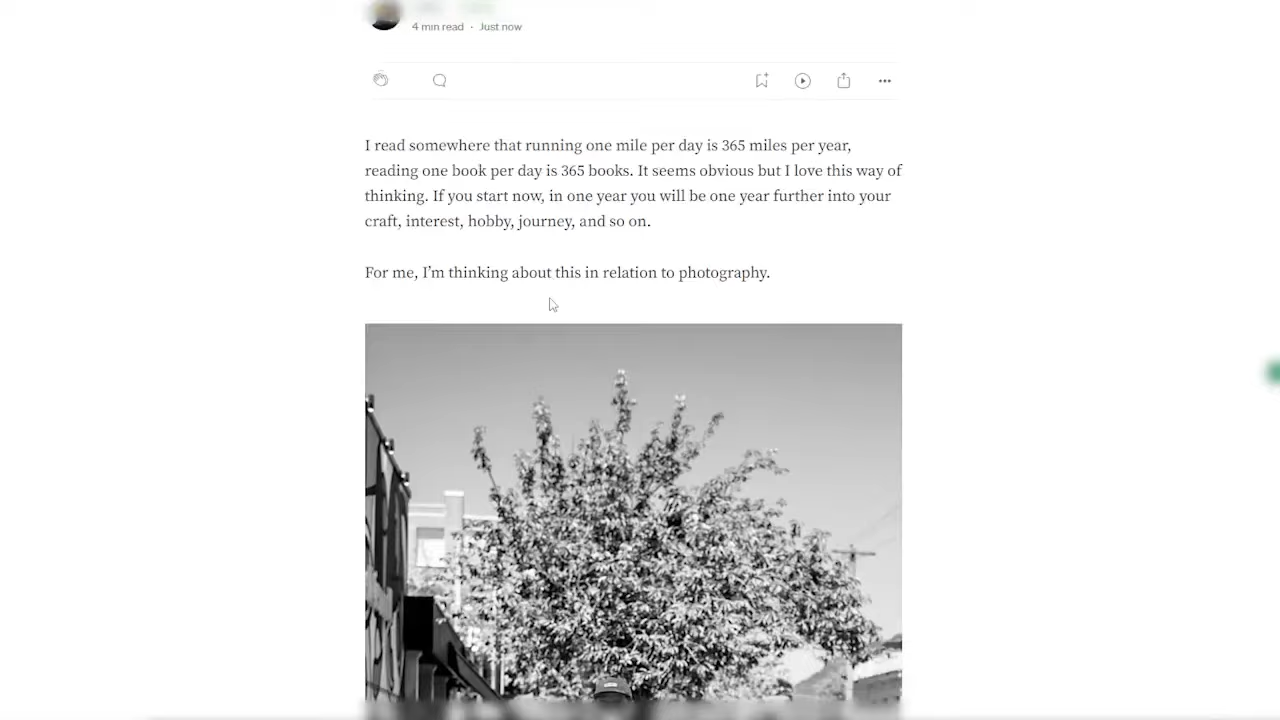 4 min read · Just now
I read somewhere that running one mile per day is 365 miles per year,
reading one book per day is 365 books. It seems obvious but I love this way of
thinking. If you start now, in one year you will be one year further into your
craft, interest, hobby, journey, and so on.
For me, I'm thinking about this in relation to photography.